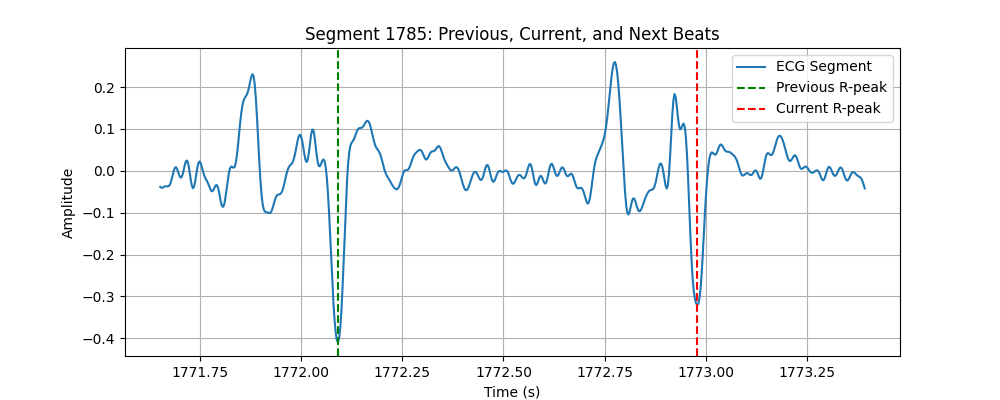 Segment 1785: Previous, Current, and Next Beats
ECG Segment
Previous R-peak
Current R-peak
Amplitude
0.2
0.1
0.0
−0.1
−0.2
−0.3
−0.4
1771.75 1772.00 1772.25 1772.50 1772.75 1773.00 1773.25
Time (s)